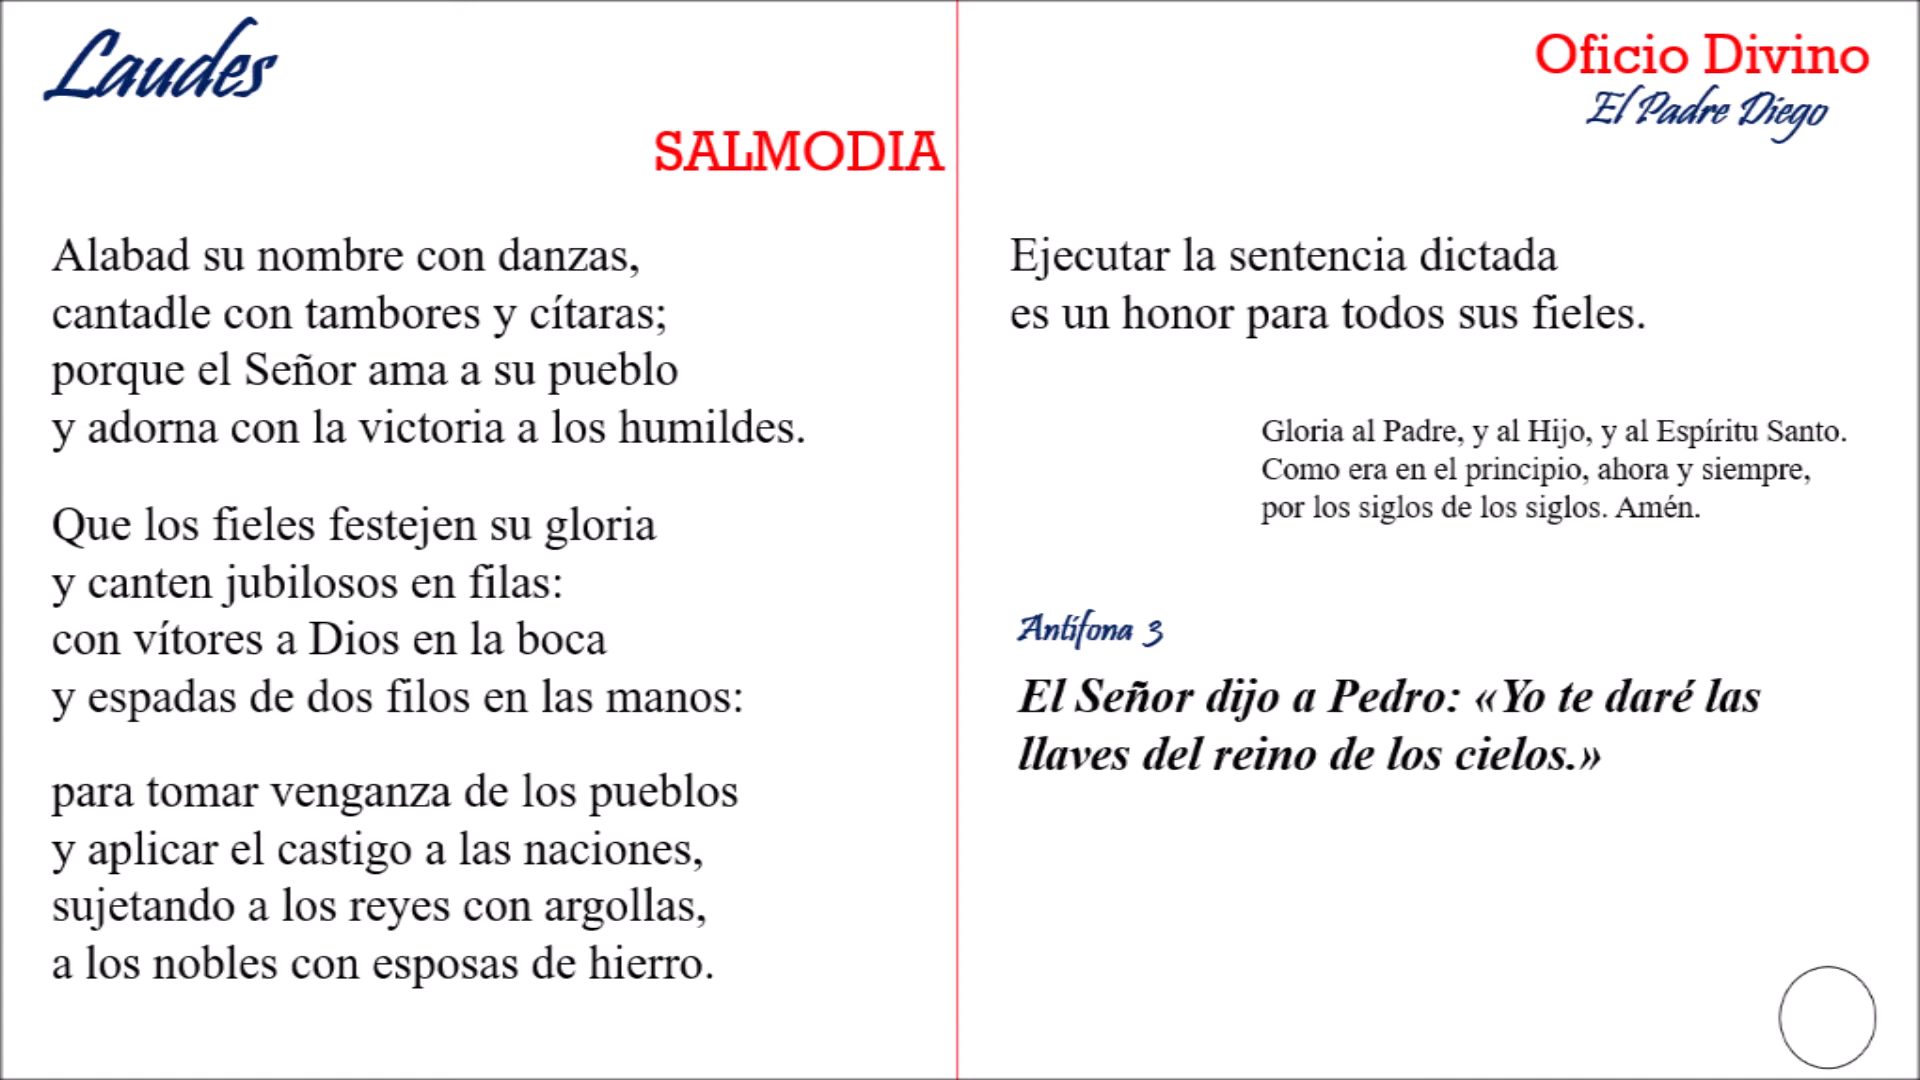 Laudes
SALMODIA
Alabad su nombre con danzas,
cantadle con tambores y cítaras;
porque el Señor ama a su pueblo
y adorna con la victoria a los humildes.
Que los fieles festejen su gloria
y canten jubilosos en filas:
con vítores a Dios en la boca
y espadas de dos filos en las manos:
para tomar venganza de los pueblos
y aplicar el castigo a las naciones,
sujetando a los reyes con argollas,
a los nobles con esposas de hierro.
Oficio Divino
El Padre Diego
Ejecutar la sentencia dictada
es un honor para todos sus fieles.
Gloria al Padre, y al Hijo, y al Espíritu Santo.
Como era en el principio, ahora y siempre,
por los siglos de los siglos. Amén.
Antífona 3
El Señor dijo a Pedro: «Yo te daré las
llaves del reino de los cielos.»